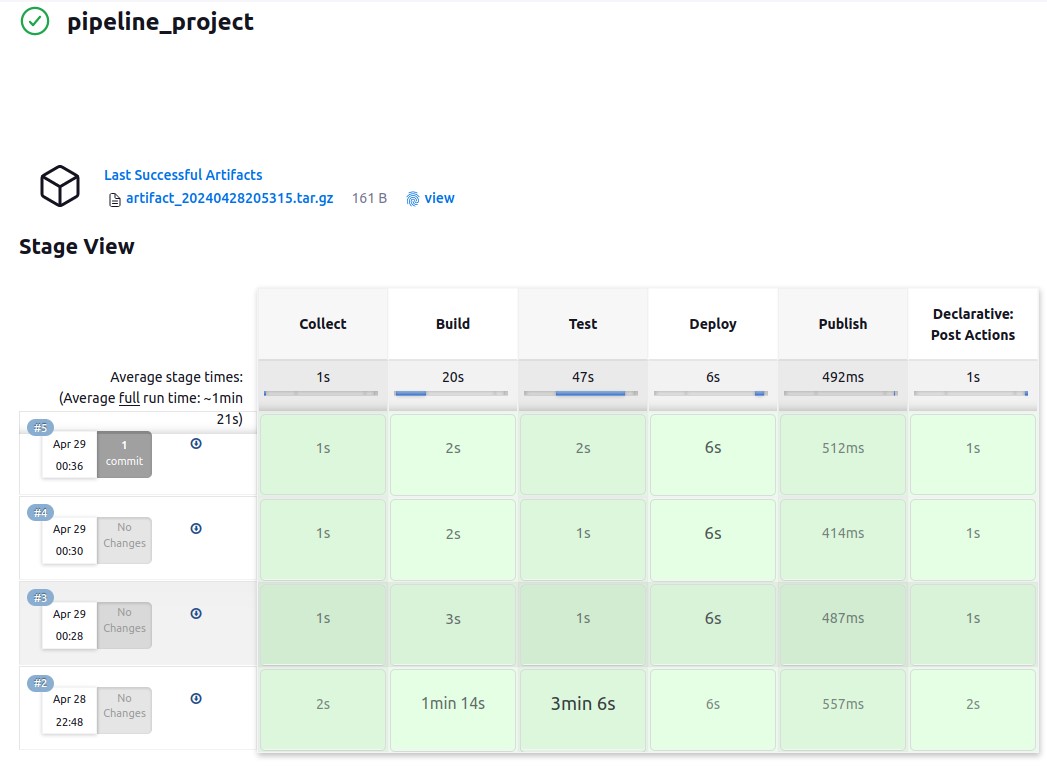 pipeline_project
Last Successful Artifacts
artifact_20240428205315.tar.gz 161 B view
Stage View
Collect Build Test Deploy Publish Declarative: Post Actions
Average stage times: 1s 20s 47s 6s 492ms 1s
(Average full run time: ~1min
21s)
#5
Apr 29 1
00:36 commit
1s 2s 2s 6s 512ms 1s
#4
Apr 29 No
00:30 Changes
1s 2s 1s 6s 414ms 1s
#3
Apr 29 No
00:28 Changes
1s 3s 1s 6s 487ms 1s
#2
Apr 28 No
22:48 Changes
2s 1min 14s 3min 6s 6s 557ms 2s